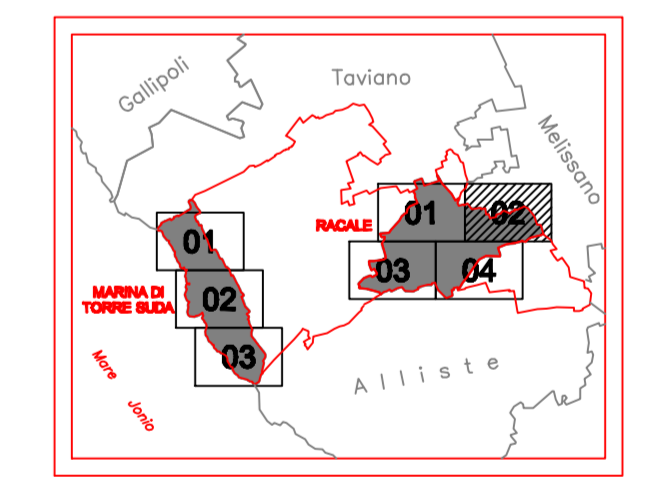 Gallipoli
Taviano
Melissano
RACALE
01
02
03
04
01
02
03
MARINA DI
TORRE SUDA
Mare
Jonio
Alliste